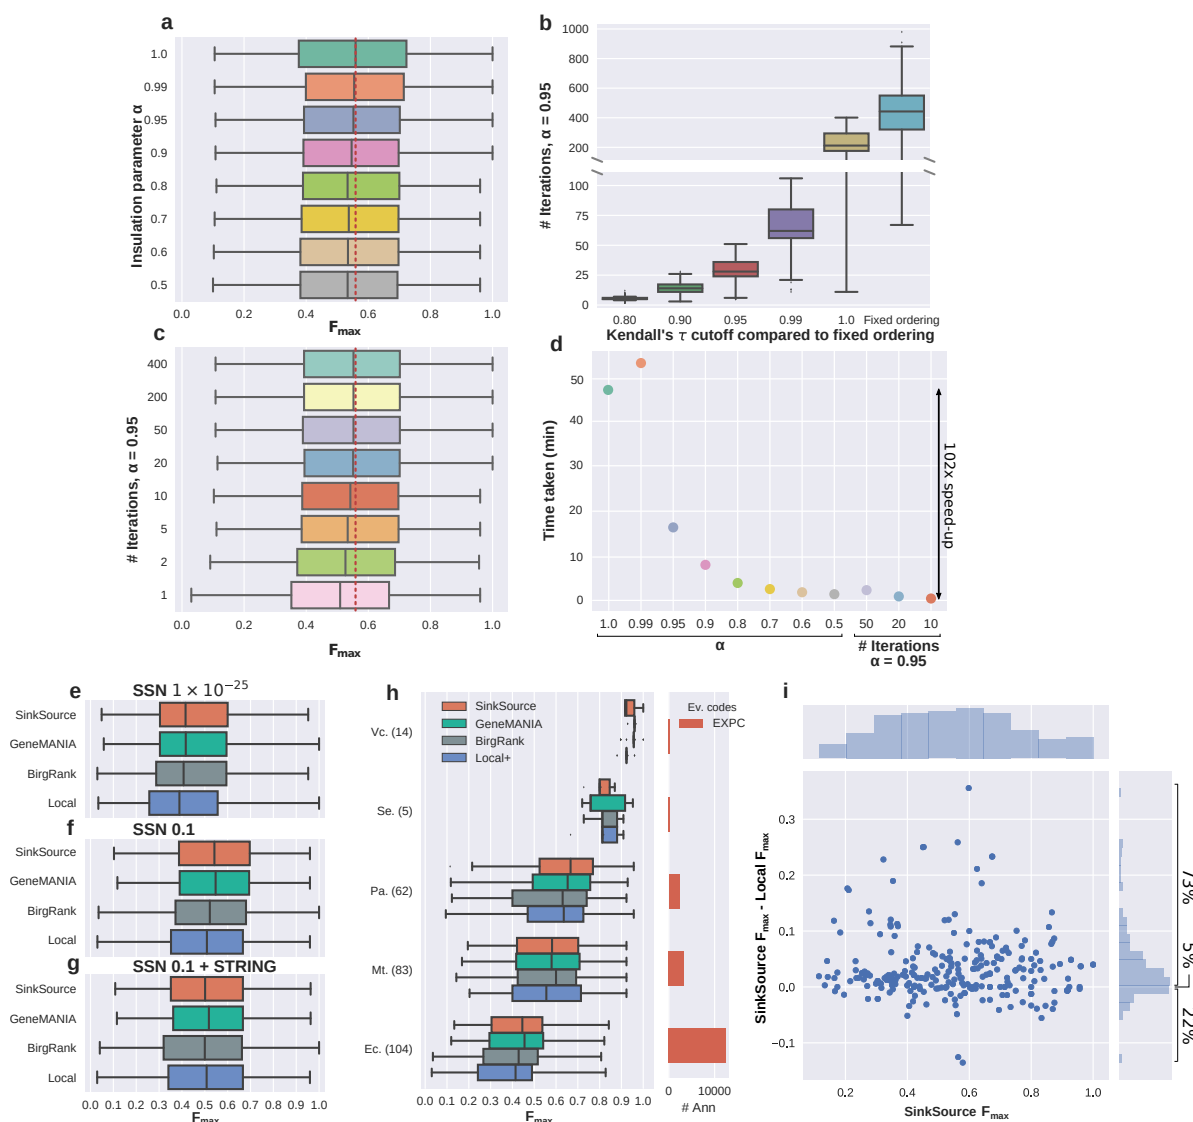 a
Insulation parameter α
1.0
0.99
0.95
0.9
0.8
0.7
0.6
0.5
0.0 0.2 0.4 0.6 0.8 1.0
Fmax
b
# Iterations, α = 0.95
1000
800
600
400
200
100
75
50
25
0
0.80 0.90 0.95 0.99 1.0 Fixed ordering
Kendall's τ cutoff compared to fixed ordering
c
# Iterations, α = 0.95
400
200
50
20
10
5
2
1
0.0 0.2 0.4 0.6 0.8 1.0
Fmax
d
Time taken (min)
50
40
30
20
10
0
102x speed-up
1.0 0.99 0.95 0.9 0.8 0.7 0.6 0.5 50 20 10
α
# Iterations
α = 0.95
e
SSN 1 × 10⁻²⁵
SinkSource
GeneMANIA
BirgRank
Local
f
SSN 0.1
SinkSource
GeneMANIA
BirgRank
Local
g
SSN 0.1 + STRING
SinkSource
GeneMANIA
BirgRank
Local
0.0 0.1 0.2 0.3 0.4 0.5 0.6 0.7 0.8 0.9 1.0
Fmax
h
SinkSource
GeneMANIA
BirgRank
Local+
Vc. (14)
Se. (5)
Pa. (62)
Mt. (83)
Ec. (104)
0.0 0.1 0.2 0.3 0.4 0.5 0.6 0.7 0.8 0.9 1.0
Fmax
Ev. codes
EXPC
0 10000
# Ann
i
SinkSource Fmax - Local Fmax
0.3
0.2
0.1
0.0
−0.1
0.2 0.4 0.6 0.8 1.0
SinkSource Fmax
73%
5%
22%